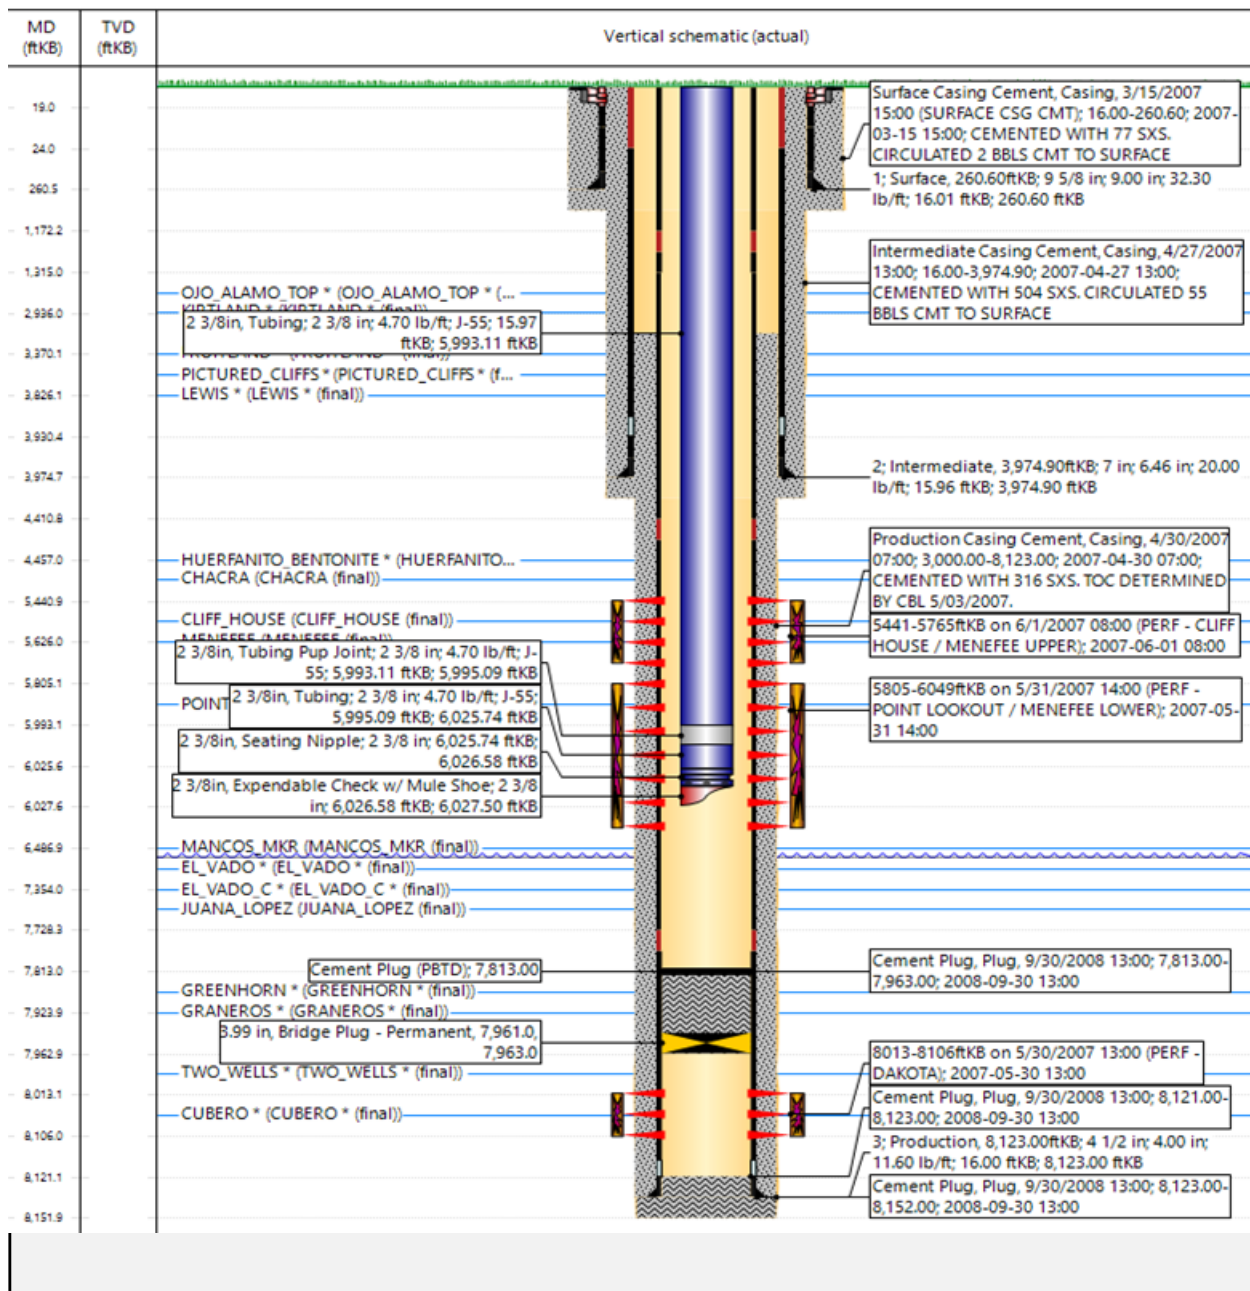 MD
(ftKB)
TVD
(ftKB)
Vertical schematic (actual)
19.0
24.0
260.5
1,172.2
1,315.0
2,936.0
3,370.1
3,826.1
3,930.4
3,974.7
4,410.8
4,457.0
5,440.9
5,626.0
5,805.1
5,993.1
6,025.6
6,027.6
6,486.9
7,354.0
7,728.3
7,813.0
7,923.9
7,962.9
8,013.1
8,106.0
8,121.1
8,151.9
OJO_ALAMO_TOP * (OJO_ALAMO_TOP * (...
KIRTLAND * (KIRTLAND * (final))
2 3/8in, Tubing; 2 3/8 in; 4.70 lb/ft; J-55; 15.97
ftKB; 5,993.11 ftKB
FRUITLAND * (FRUITLAND * (final))
PICTURED_CLIFFS * (PICTURED_CLIFFS * (f...
LEWIS * (LEWIS * (final))
HUERFANITO_BENTONITE * (HUERFANITO...
CHACRA (CHACRA (final))
CLIFF_HOUSE (CLIFF_HOUSE (final))
MENEFEE (MENEFEE (final))
2 3/8in, Tubing Pup Joint; 2 3/8 in; 4.70 lb/ft; J-
55; 5,993.11 ftKB; 5,995.09 ftKB
POINT
2 3/8in, Tubing; 2 3/8 in; 4.70 lb/ft; J-55;
5,995.09 ftKB; 6,025.74 ftKB
2 3/8in, Seating Nipple; 2 3/8 in; 6,025.74 ftKB;
6,026.58 ftKB
2 3/8in, Expendable Check w/ Mule Shoe; 2 3/8
in; 6,026.58 ftKB; 6,027.50 ftKB
MANCOS_MKR (MANCOS_MKR (final))
EL_VADO * (EL_VADO * (final))
EL_VADO_C * (EL_VADO_C * (final))
JUANA_LOPEZ (JUANA_LOPEZ (final))
Cement Plug (PBTD); 7,813.00
GREENHORN * (GREENHORN * (final))
GRANEROS * (GRANEROS * (final))
3.99 in, Bridge Plug - Permanent, 7,961.0,
7,963.0
TWO_WELLS * (TWO_WELLS * (final))
CUBERO * (CUBERO * (final))
Surface Casing Cement, Casing, 3/15/2007
15:00 (SURFACE CSG CMT); 16.00-260.60; 2007-
03-15 15:00; CEMENTED WITH 77 SXS.
CIRCULATED 2 BBLS CMT TO SURFACE
1; Surface, 260.60ftKB; 9 5/8 in; 9.00 in; 32.30
lb/ft; 16.01 ftKB; 260.60 ftKB
Intermediate Casing Cement, Casing, 4/27/2007
13:00; 16.00-3,974.90; 2007-04-27 13:00;
CEMENTED WITH 504 SXS. CIRCULATED 55
BBLS CMT TO SURFACE
2; Intermediate, 3,974.90ftKB; 7 in; 6.46 in; 20.00
lb/ft; 15.96 ftKB; 3,974.90 ftKB
Production Casing Cement, Casing, 4/30/2007
07:00; 3,000.00-8,123.00; 2007-04-30 07:00;
CEMENTED WITH 316 SXS. TOC DETERMINED
BY CBL 5/03/2007.
5441-5765ftKB on 6/1/2007 08:00 (PERF - CLIFF
HOUSE / MENEFEE UPPER); 2007-06-01 08:00
5805-6049ftKB on 5/31/2007 14:00 (PERF -
POINT LOOKOUT / MENEFEE LOWER); 2007-05-
31 14:00
Cement Plug, Plug, 9/30/2008 13:00; 7,813.00-
7,963.00; 2008-09-30 13:00
8013-8106ftKB on 5/30/2007 13:00 (PERF -
DAKOTA); 2007-05-30 13:00
Cement Plug, Plug, 9/30/2008 13:00; 8,121.00-
8,123.00; 2008-09-30 13:00
3; Production, 8,123.00ftKB; 4 1/2 in; 4.00 in;
11.60 lb/ft; 16.00 ftKB; 8,123.00 ftKB
Cement Plug, Plug, 9/30/2008 13:00; 8,123.00-
8,152.00; 2008-09-30 13:00